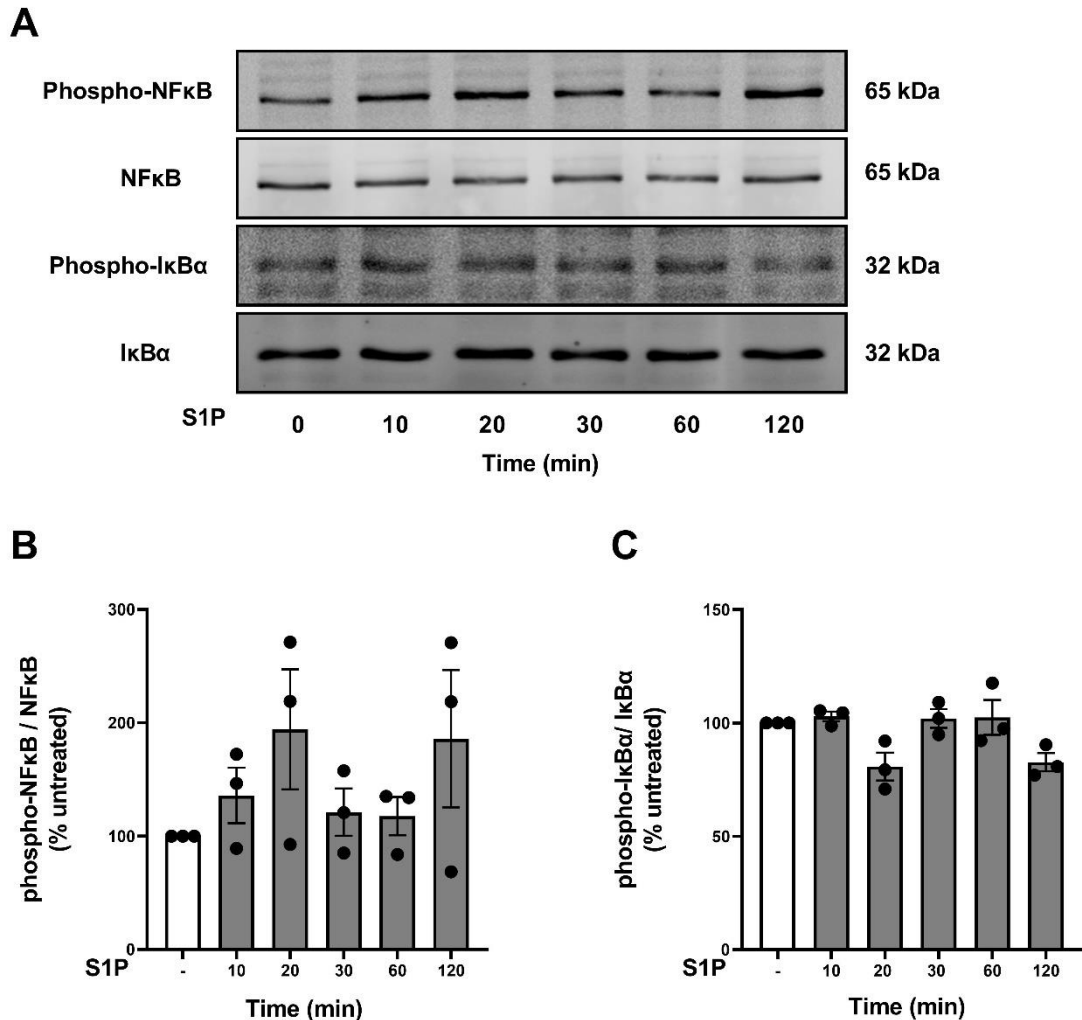 A
Phospho-NFκB 65 kDa
NFκB 65 kDa
Phospho-IκBα 32 kDa
IκBα 32 kDa
S1P 0 10 20 30 60 120
Time (min)
B
phospho-NFκB / NFκB
(% untreated)
300
200
100
0
S1P - 10 20 30 60 120
Time (min)
C
phospho-IκBα/ IκBα
(% untreated)
150
100
50
0
S1P - 10 20 30 60 120
Time (min)